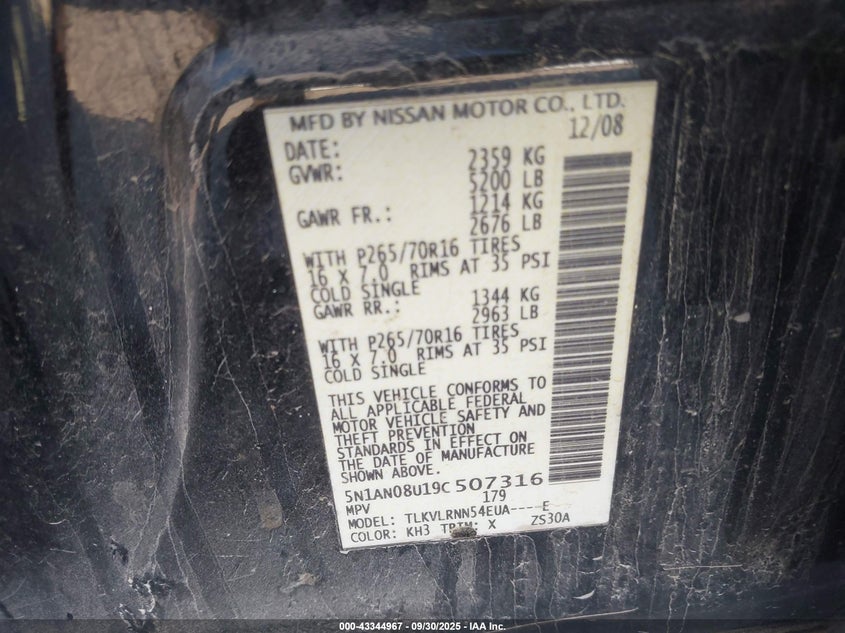 MFD BY NISSAN MOTOR CO., LTD.
DATE: 12/08
GVWR: 2359 KG
5200 LB
GAWR FR.: 1214 KG
2676 LB
WITH P265/70R16 TIRES
16 X 7.0 RIMS AT 35 PSI
COLD SINGLE
GAWR RR.: 1344 KG
2963 LB
WITH P265/70R16 TIRES
16 X 7.0 RIMS AT 35 PSI
COLD SINGLE
THIS VEHICLE CONFORMS TO
ALL APPLICABLE FEDERAL
MOTOR VEHICLE SAFETY AND
THEFT PREVENTION
STANDARDS IN EFFECT ON
THE DATE OF MANUFACTURE
SHOWN ABOVE.
5N1AN08U19C 507316
MPV 179
MODEL: TLKVLRNN54EUA----E
COLOR: KH3 TRIM: X ZS30A
000-43344967 - 09/30/2025 - IAA Inc.